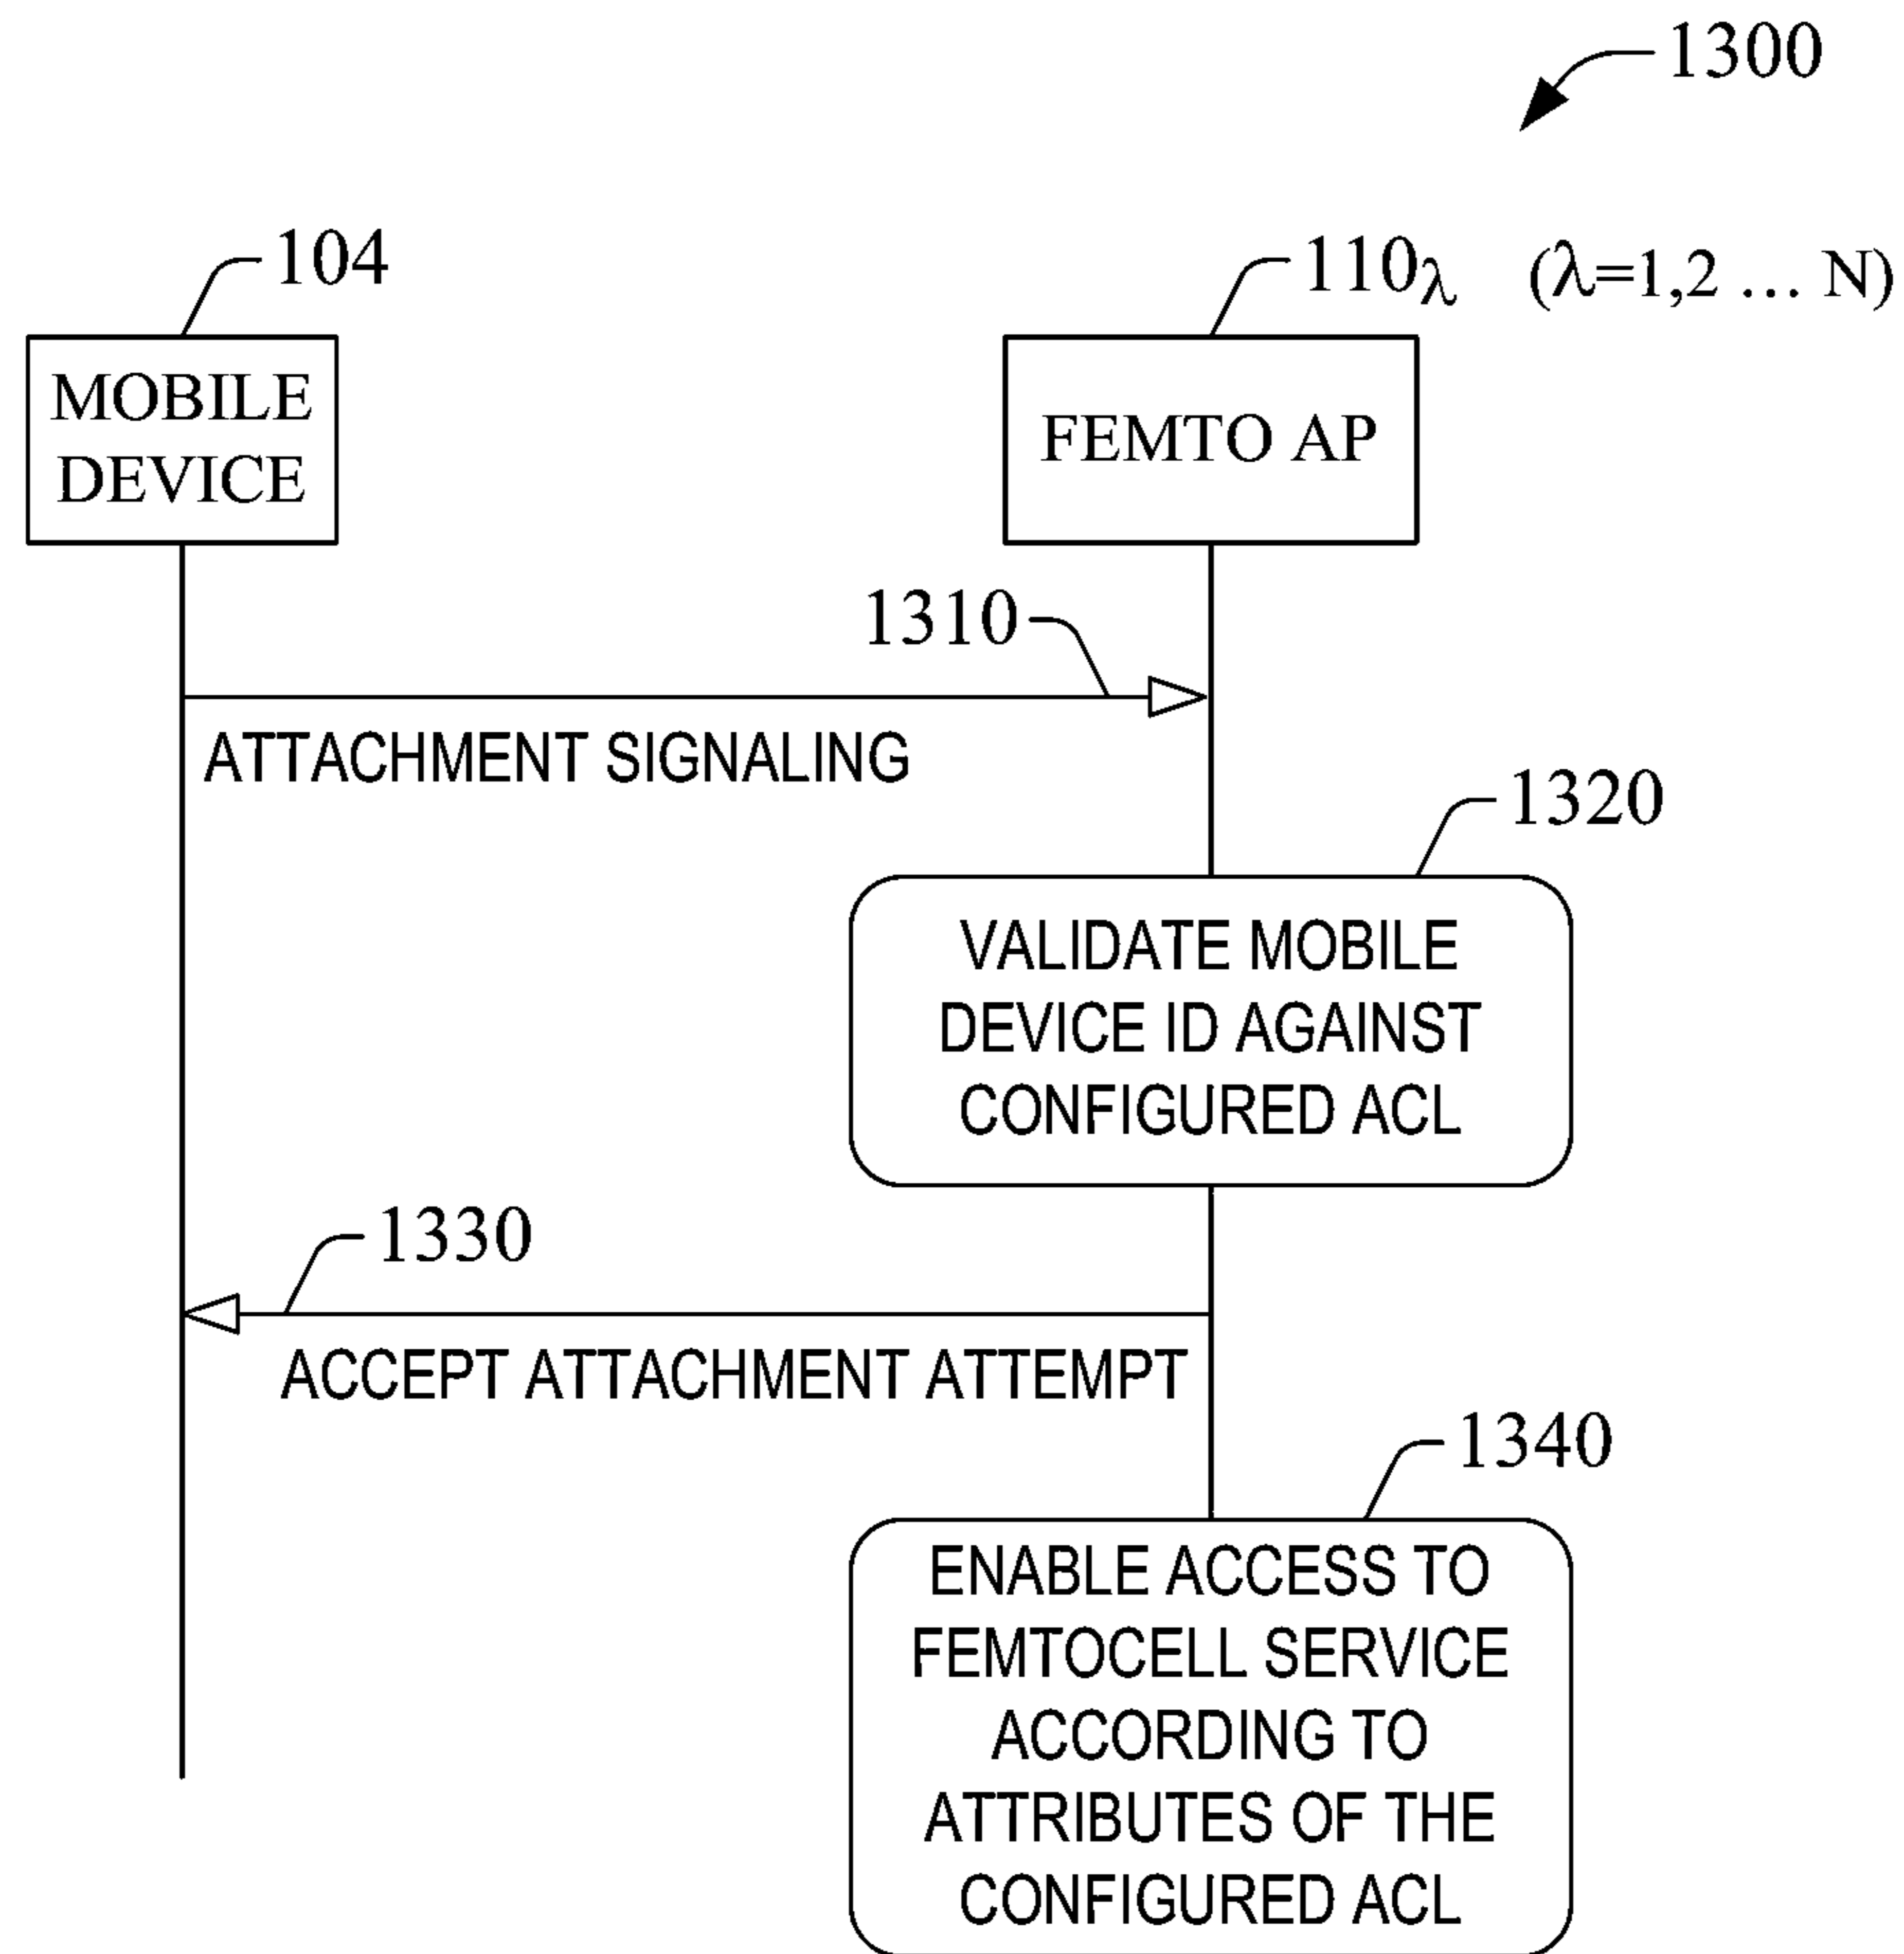 1300
104
110λ (λ=1,2 ... N)
MOBILE
DEVICE
FEMTO AP
1310
ATTACHMENT SIGNALING
1320
VALIDATE MOBILE
DEVICE ID AGAINST
CONFIGURED ACL
1330
ACCEPT ATTACHMENT ATTEMPT
1340
ENABLE ACCESS TO
FEMTOCELL SERVICE
ACCORDING TO
ATTRIBUTES OF THE
CONFIGURED ACL